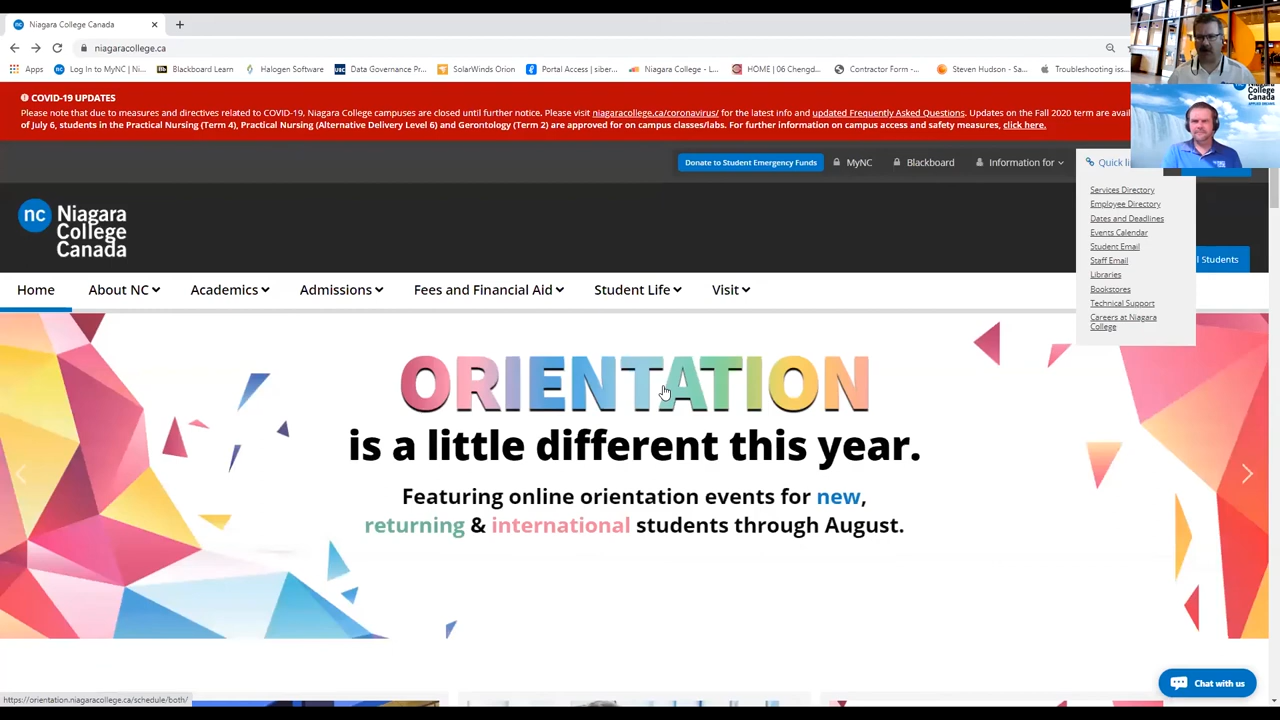 Niagara College Canada
niagaracollege.ca
Apps
Log In to MyNC | Ni...
Blackboard Learn
Halogen Software
Data Governance Pr...
SolarWinds Orion
Portal Access | siber...
Niagara College - L...
HOME | 06 Chengd...
Contractor Form -...
Steven Hudson - Sa...
Troubleshooting iss...
COVID-19 UPDATES
Please note that due to measures and directives related to COVID-19, Niagara College campuses are closed until further notice. Please visit niagaracollege.ca/coronavirus/ for the latest info and updated Frequently Asked Questions. Updates on the Fall 2020 term are avai
of July 6, students in the Practical Nursing (Term 4), Practical Nursing (Alternative Delivery Level 6) and Gerontology (Term 2) are approved for on campus classes/labs. For further information on campus access and safety measures, click here.
Niagara
College
Canada
Donate to Student Emergency Funds
MyNC
Blackboard
Information for
Quick li
Services Directory
Employee Directory
Dates and Deadlines
Events Calendar
Student Email
Staff Email
Libraries
Bookstores
Technical Support
Careers at Niagara
College
l Students
nc
Niagara
College
Canada
Home
About NC
Academics
Admissions
Fees and Financial Aid
Student Life
Visit
ORIENTATION
is a little different this year.
Featuring online orientation events for new,
returning & international students through August.
Chat with us
https://orientation.niagaracollege.ca/schedule/both/